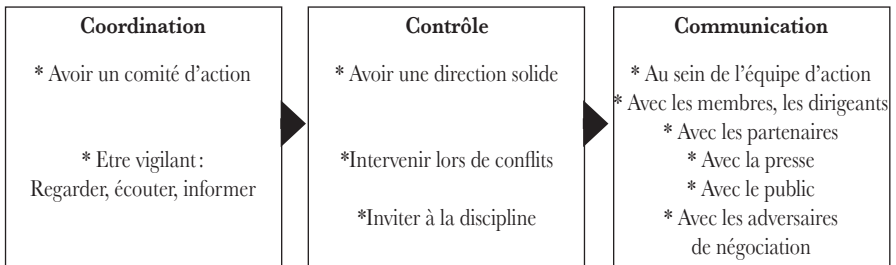 Coordination
* Avoir un comité d'action
* Etre vigilant :
Regarder, écouter, informer
Contrôle
* Avoir une direction solide
*Intervenir lors de conflits
*Inviter à la discipline
Communication
* Au sein de l'équipe d'action
* Avec les membres, les dirigeants
* Avec les partenaires
* Avec la presse
* Avec le public
* Avec les adversaires
de négociation